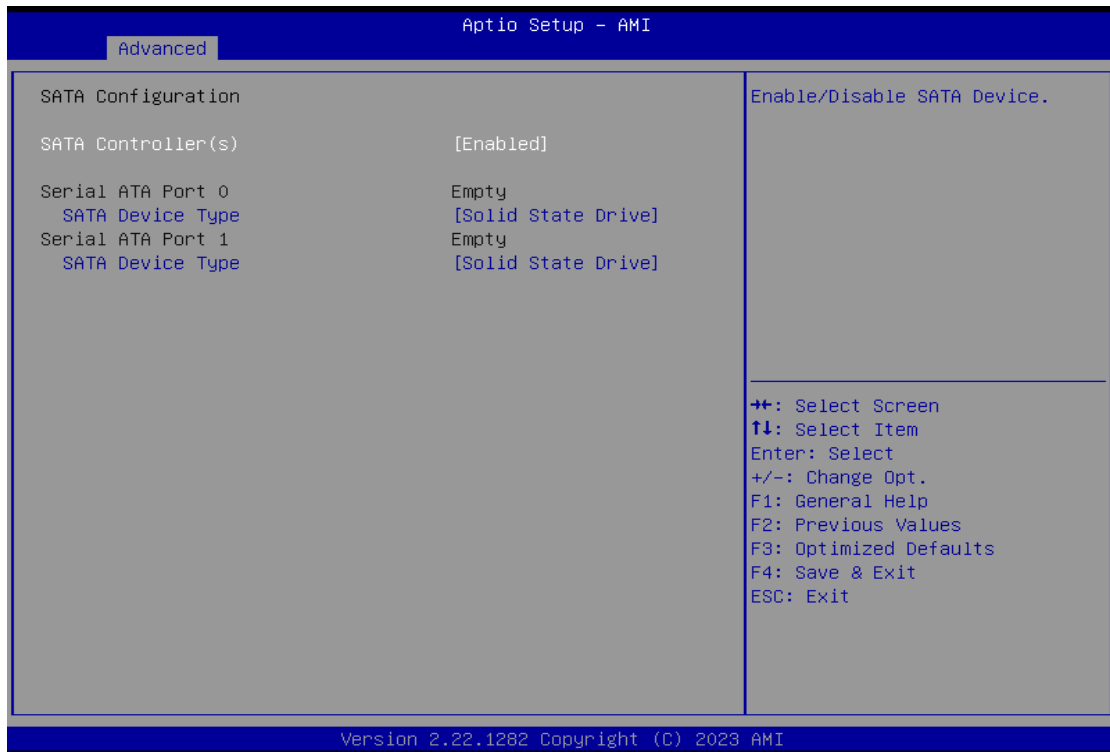 Aptio Setup – AMI
Advanced
SATA Configuration
SATA Controller(s) [Enabled]
Serial ATA Port 0 Empty
SATA Device Type [Solid State Drive]
Serial ATA Port 1 Empty
SATA Device Type [Solid State Drive]
Enable/Disable SATA Device.
→←: Select Screen
↑↓: Select Item
Enter: Select
+/-: Change Opt.
F1: General Help
F2: Previous Values
F3: Optimized Defaults
F4: Save & Exit
ESC: Exit
Version 2.22.1282 Copyright (C) 2023 AMI